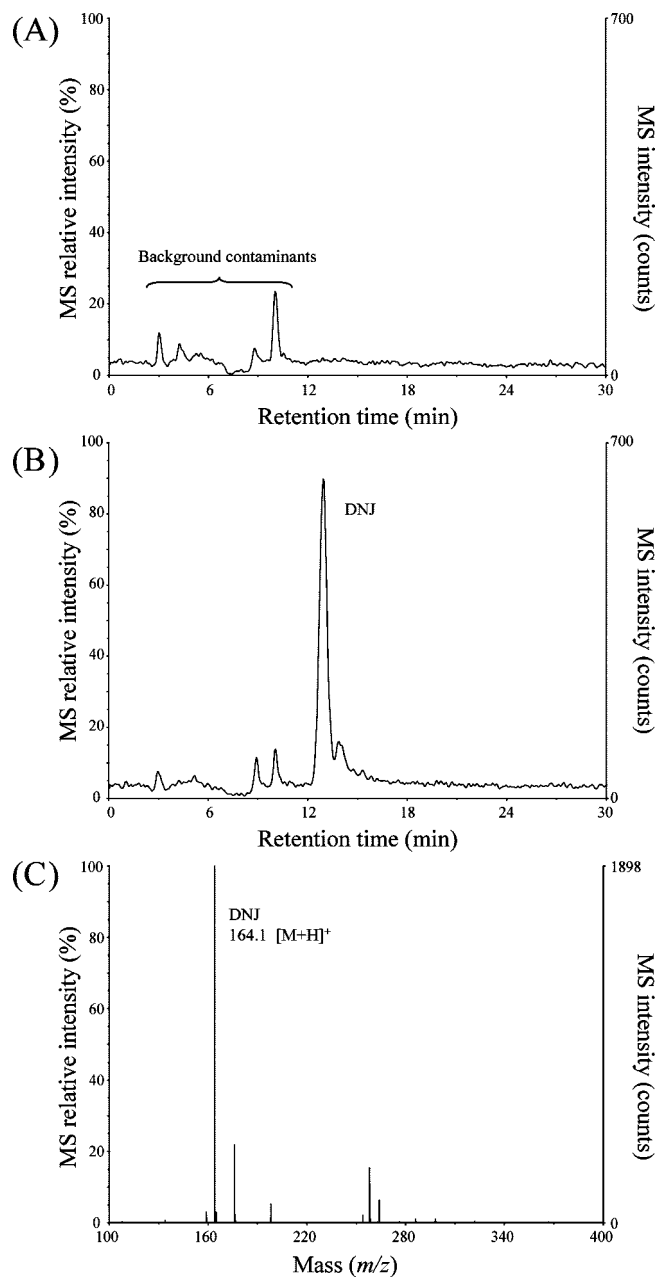 (A)
100
80
60
40
20
0
MS relative intensity (%)
Background contaminants
700
0
MS intensity (counts)
0 6 12 18 24 30
Retention time (min)
(B)
100
80
60
40
20
0
MS relative intensity (%)
DNJ
700
0
MS intensity (counts)
0 6 12 18 24 30
Retention time (min)
(C)
100
80
60
40
20
0
MS relative intensity (%)
DNJ
164.1 [M+H]+
1898
0
MS intensity (counts)
100 160 220 280 340 400
Mass (m/z)